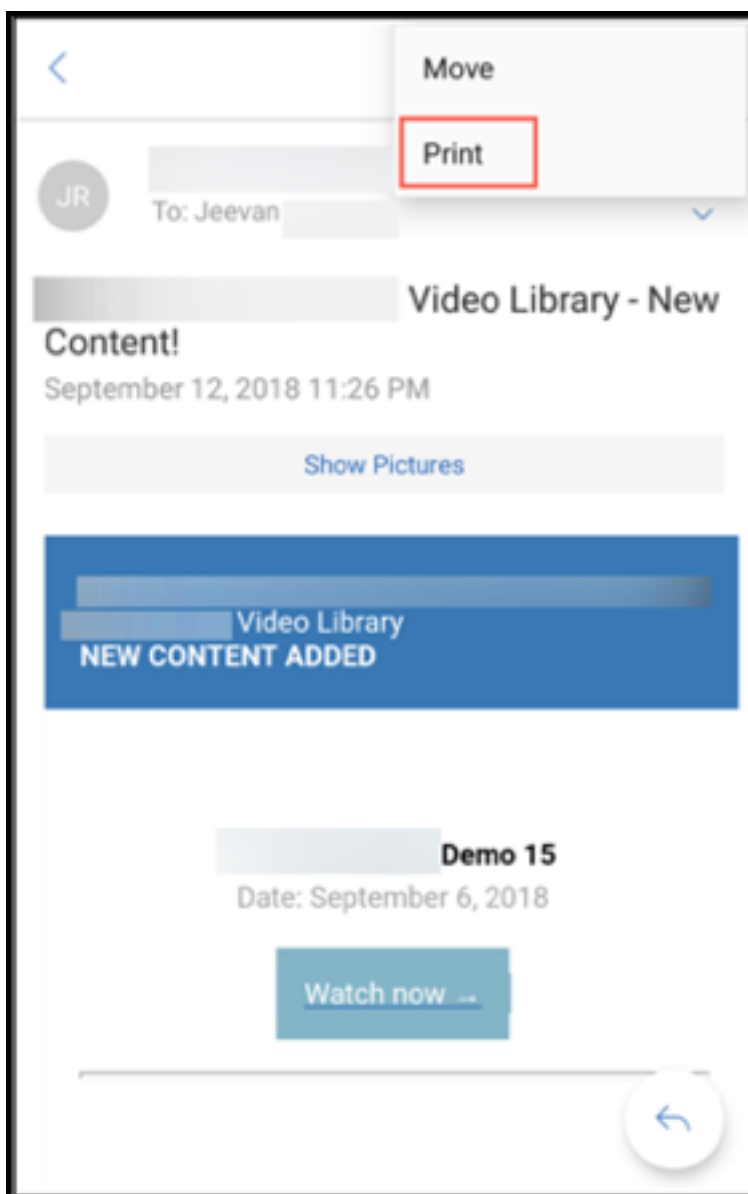 Move
Print
JR
To: Jeevan
Video Library - New
Content!
September 12, 2018 11:26 PM
Show Pictures
Video Library
NEW CONTENT ADDED
Demo 15
Date: September 6, 2018
Watch now →